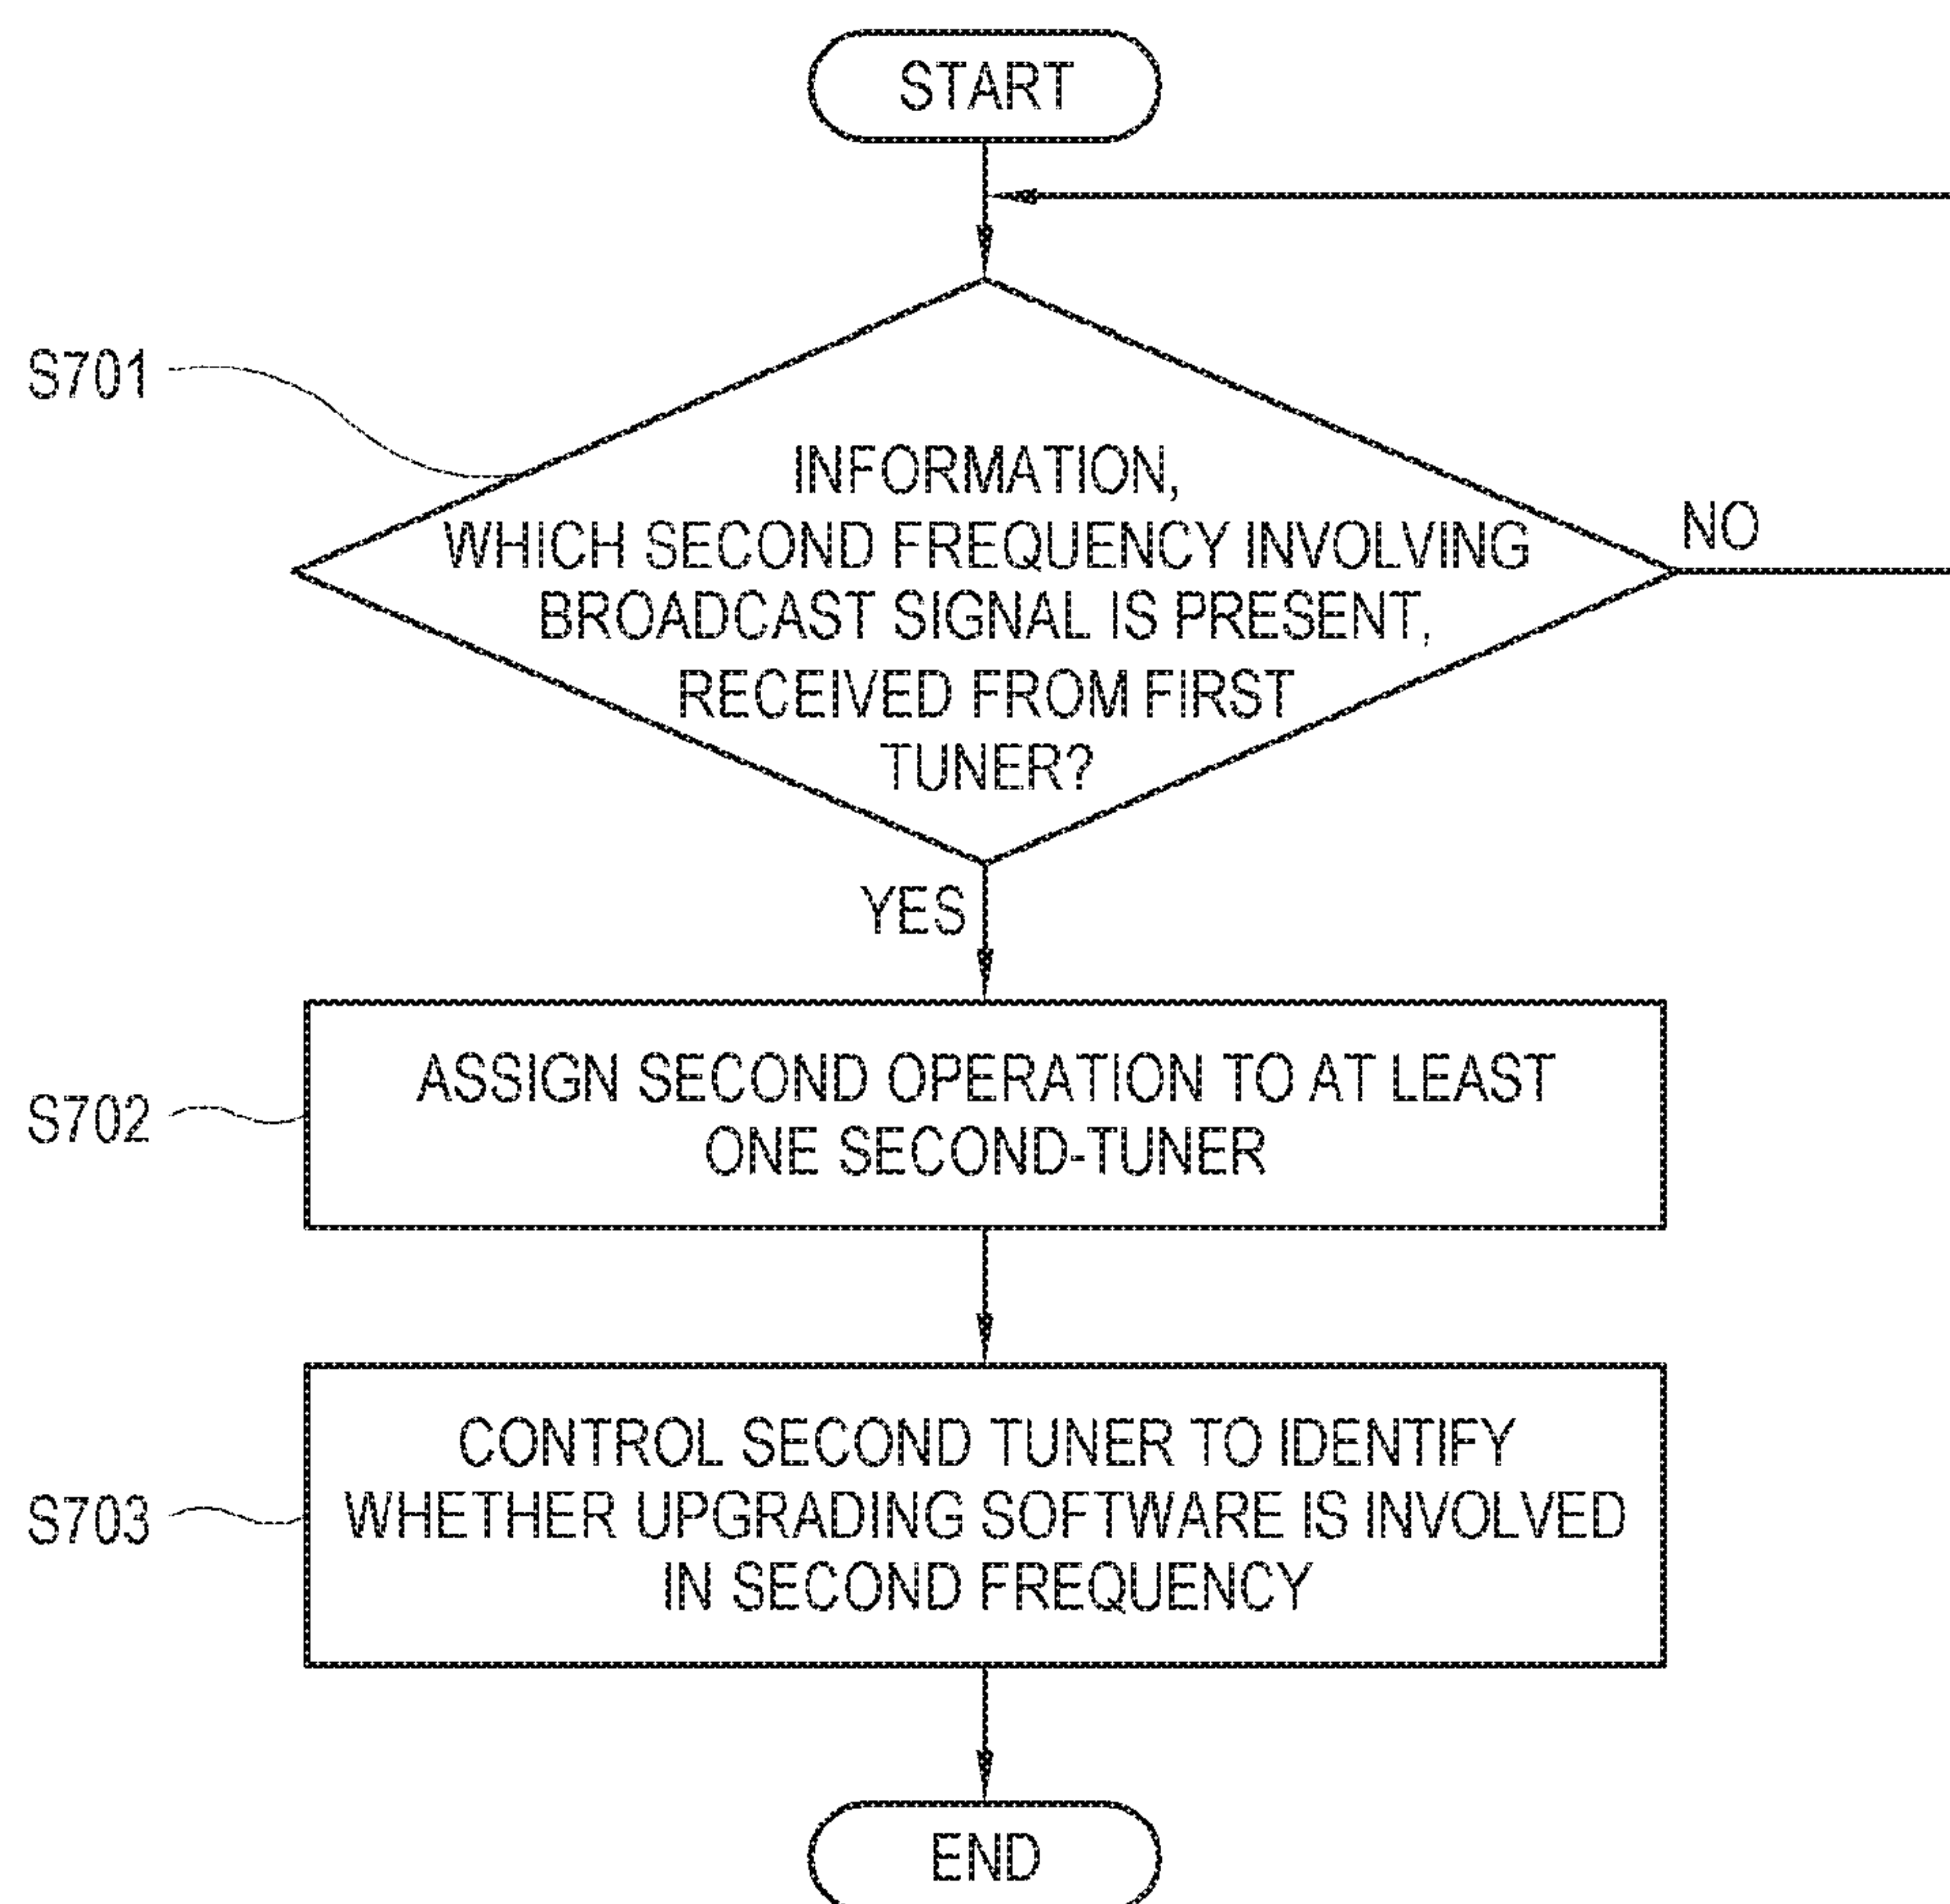 START
S701
INFORMATION,
WHICH SECOND FREQUENCY INVOLVING
BROADCAST SIGNAL IS PRESENT,
RECEIVED FROM FIRST
TUNER?
NO
YES
S702
ASSIGN SECOND OPERATION TO AT LEAST
ONE SECOND-TUNER
S703
CONTROL SECOND TUNER TO IDENTIFY
WHETHER UPGRADING SOFTWARE IS INVOLVED
IN SECOND FREQUENCY
END